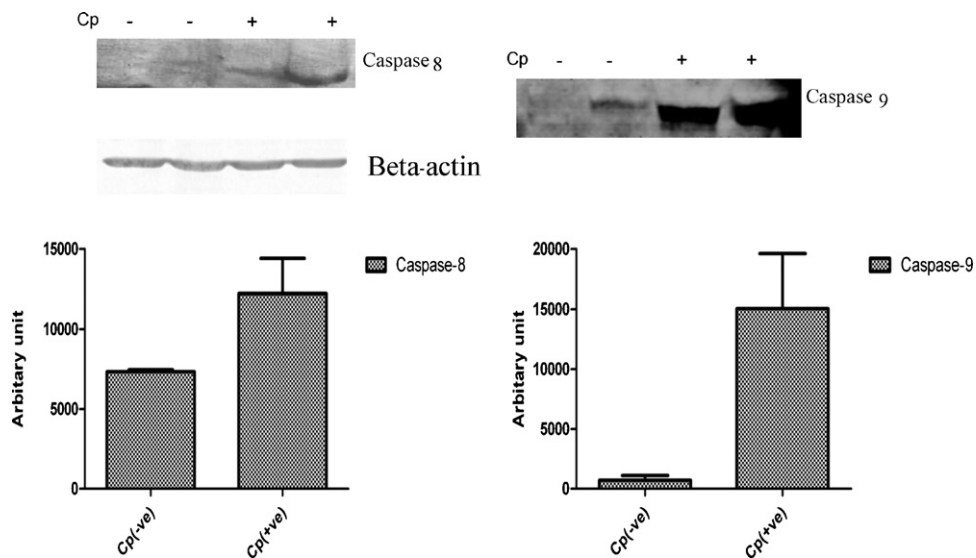 Cp - - + +
Caspase 8
Beta-actin
Cp - - + +
Caspase 9
15000
10000
5000
0
Arbitary unit
Cp(-ve)
Cp(+ve)
Caspase-8
20000
15000
10000
5000
0
Arbitary unit
Cp(-ve)
Cp(+ve)
Caspase-9